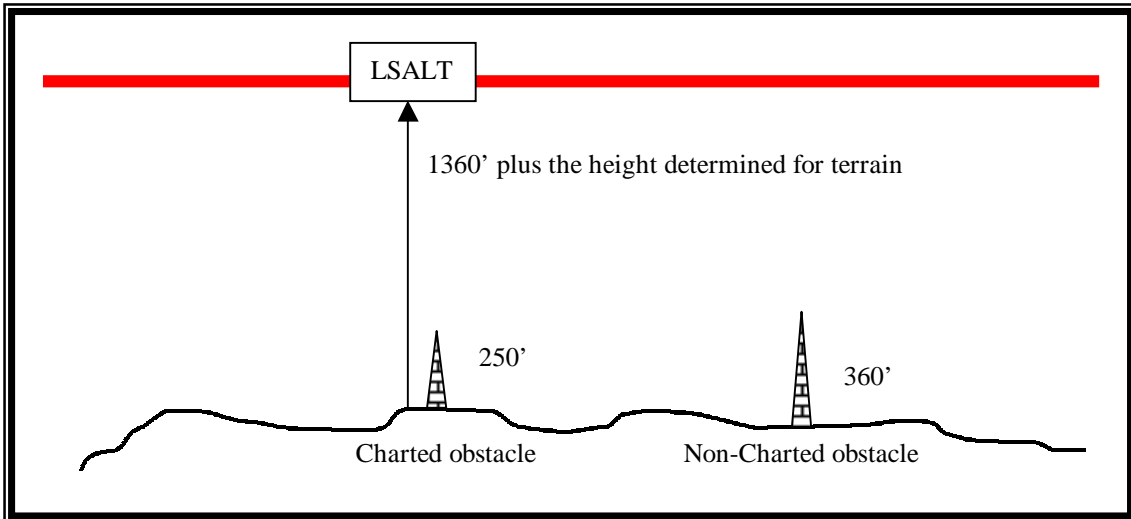 LSALT
1360’ plus the height determined for terrain
250’
360’
Charted obstacle
Non-Charted obstacle